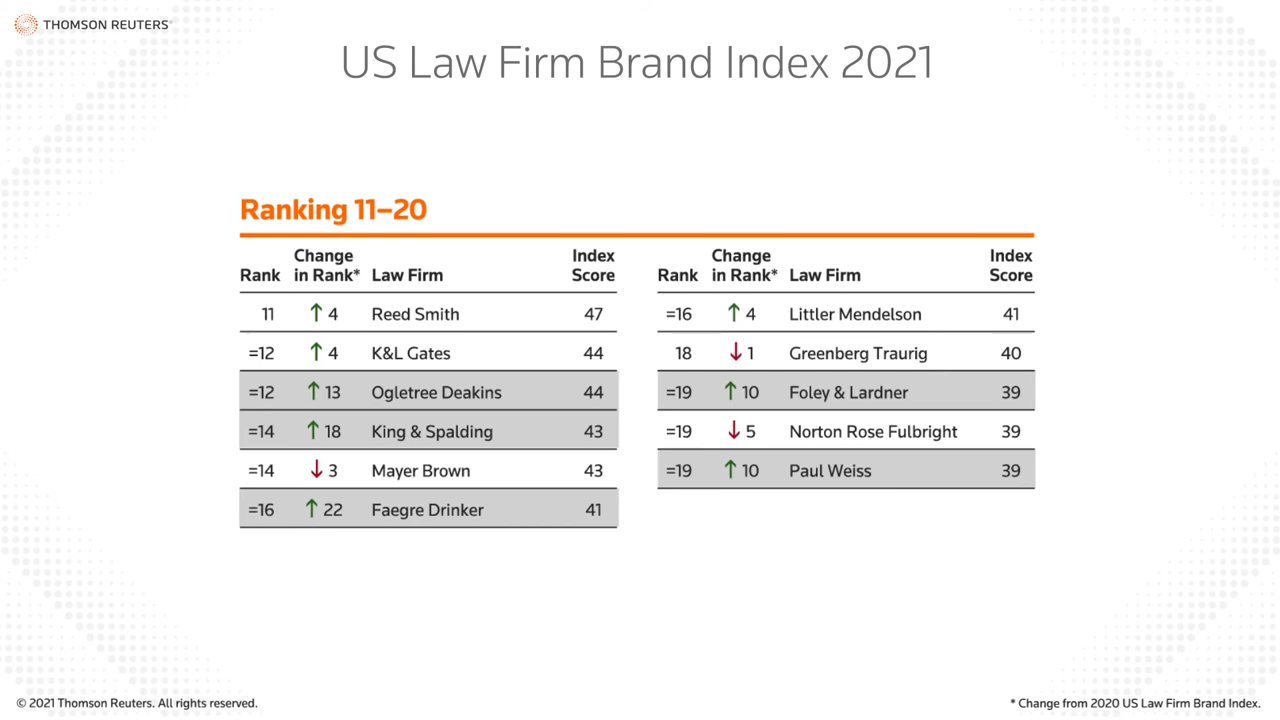 THOMSON REUTERS®
US Law Firm Brand Index 2021
Ranking 11–20
Rank Change in Rank* Law Firm Index Score
11 ↑ 4 Reed Smith 47
=12 ↑ 4 K&L Gates 44
=12 ↑ 13 Ogletree Deakins 44
=14 ↑ 18 King & Spalding 43
=14 ↓ 3 Mayer Brown 43
=16 ↑ 22 Faegre Drinker 41
Rank Change in Rank* Law Firm Index Score
=16 ↑ 4 Littler Mendelson 41
18 ↓ 1 Greenberg Traurig 40
=19 ↑ 10 Foley & Lardner 39
=19 ↓ 5 Norton Rose Fulbright 39
=19 ↑ 10 Paul Weiss 39
© 2021 Thomson Reuters. All rights reserved.
* Change from 2020 US Law Firm Brand Index.